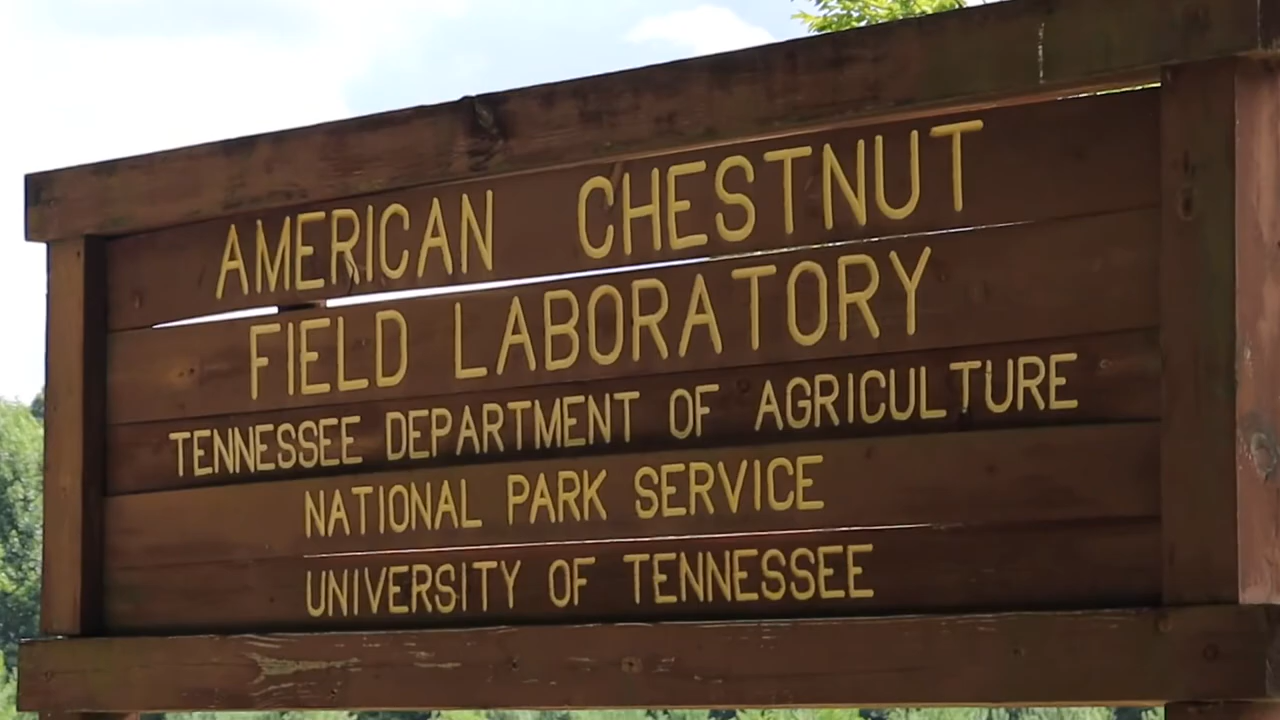 AMERICAN CHESTNUT
FIELD LABORATORY
TENNESSEE DEPARTMENT OF AGRICULTURE
NATIONAL PARK SERVICE
UNIVERSITY OF TENNESSEE